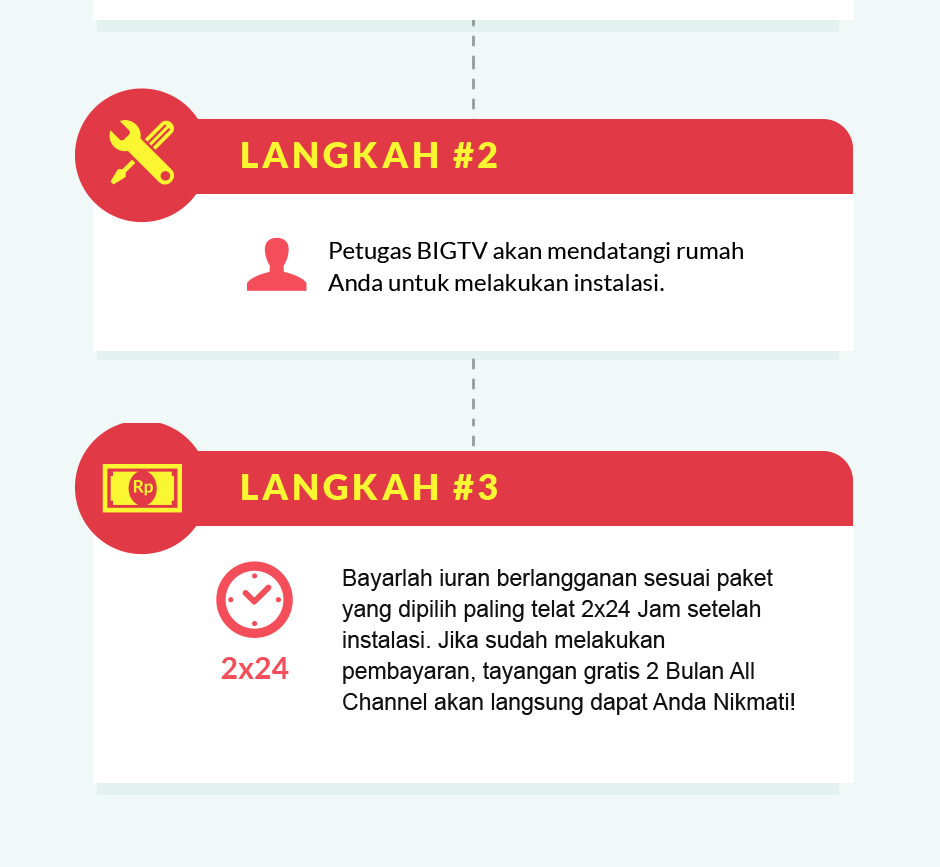 LANGKAH #2
Petugas BIGTV akan mendatangi rumah
Anda untuk melakukan instalasi.
Rp
LANGKAH #3
2x24
Bayarlah iuran berlangganan sesuai paket
yang dipilih paling telat 2x24 Jam setelah
instalasi. Jika sudah melakukan
pembayaran, tayangan gratis 2 Bulan All
Channel akan langsung dapat Anda Nikmati!